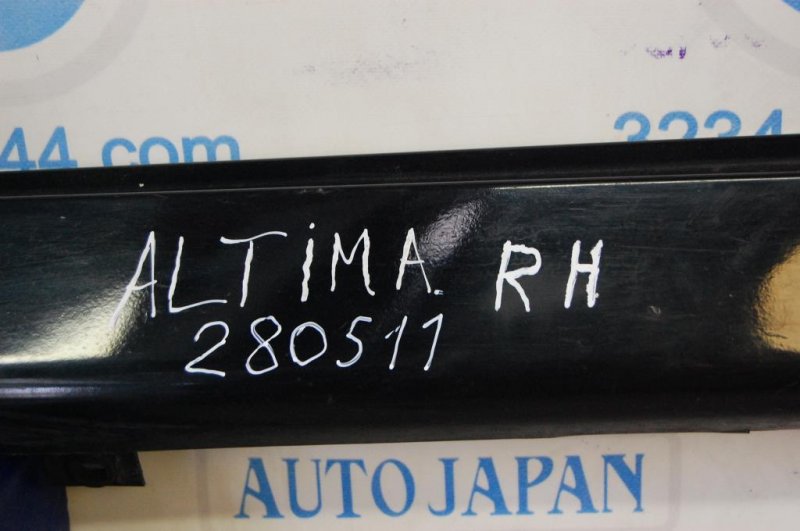 44.com
3234
ALTiMA. RH
280511
AUTO JAPAN